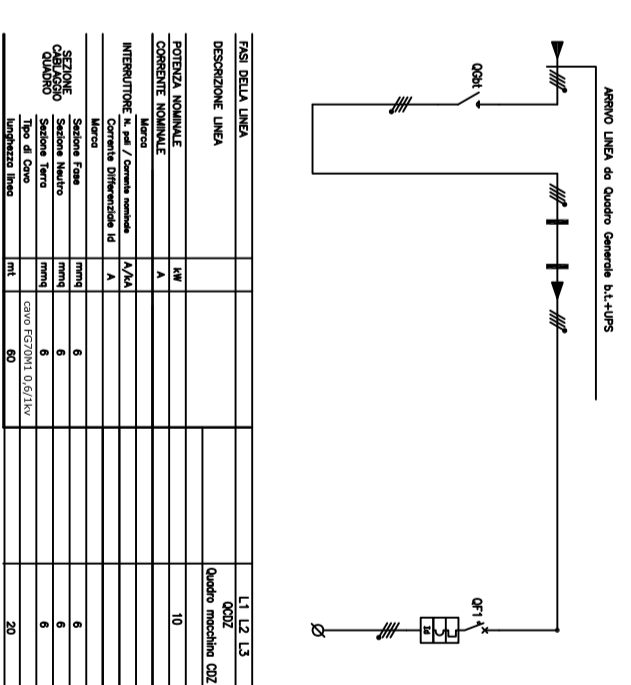 ARRIVO LINEA da Quadro Generale b.t.+UPS
QGbt
QF1
Id
FASI DELLA LINEA L1 L2 L3
DESCRIZIONE LINEA QCDZ
Quadro macchina CDZ
POTENZA NOMINALE kW 10
CORRENTE NOMINALE A
INTERRUTTORE
Marca
N. poli / Corrente nominale A/kA
Corrente Differenziale Id A
Marca
SEZIONE
CABLAGGIO
QUADRO
Sezione Fase mmq 6 6
Sezione Neutro mmq 6 6
Sezione Terra mmq 6 6
Tipo di Cavo cavo FG7OM1 0,6/1kv
lunghezza linea mt 60 20